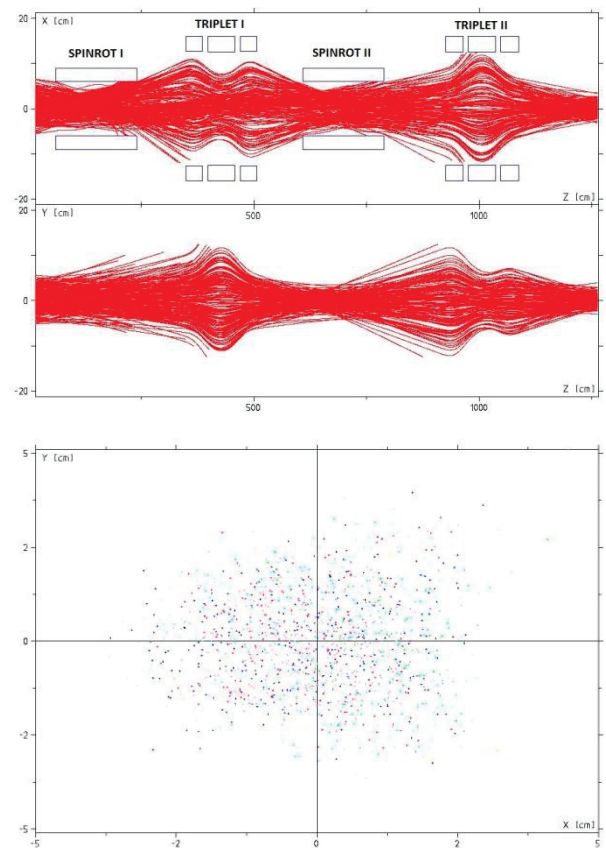 20
X [cm]
TRIPLET I
TRIPLET II
SPINROT I
SPINROT II
0
-20
500
1000
Z [cm]
20
Y [cm]
0
-20
500
1000
Z [cm]
5
Y [cm]
2
0
-2
-5
X [cm]
-5
-2
0
2
5